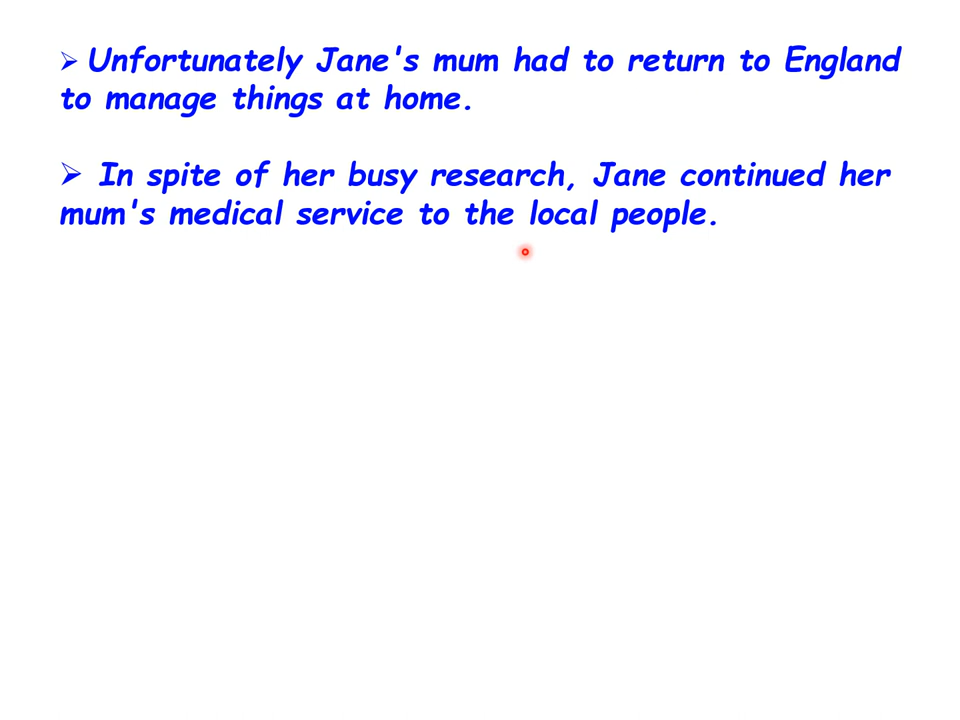 ➢ Unfortunately Jane's mum had to return to England
to manage things at home.
➢ In spite of her busy research, Jane continued her
mum's medical service to the local people.